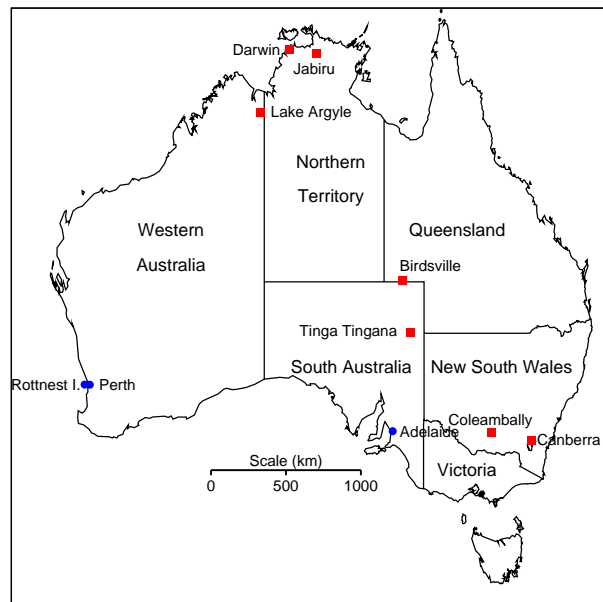 Darwin
Jabiru
Lake Argyle
Northern
Territory
Western
Australia
Queensland
Birdsville
Tinga Tingana
South Australia
New South Wales
Rottnest I.
Perth
Coleambally
Adelaide
Canberra
Scale (km)
Victoria
0 500 1000